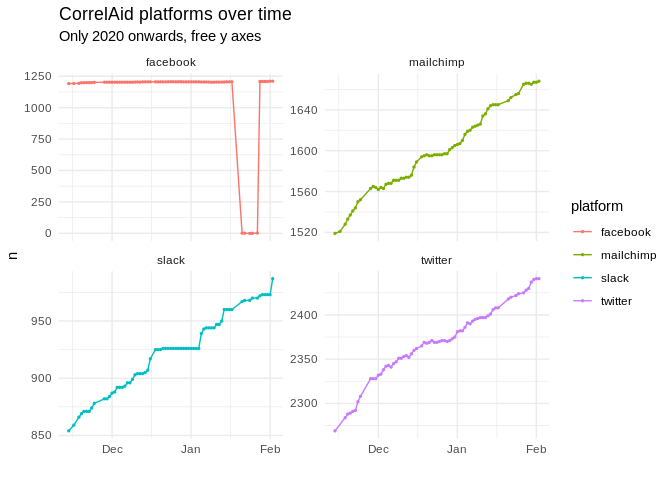 CorrelAid platforms over time
Only 2020 onwards, free y axes
facebook
mailchimp
1250
1000
750
500
250
0
1640
1600
1560
1520
n
slack
twitter
950
900
850
2400
2350
2300
Dec
Jan
Feb
Dec
Jan
Feb
platform
facebook
mailchimp
slack
twitter